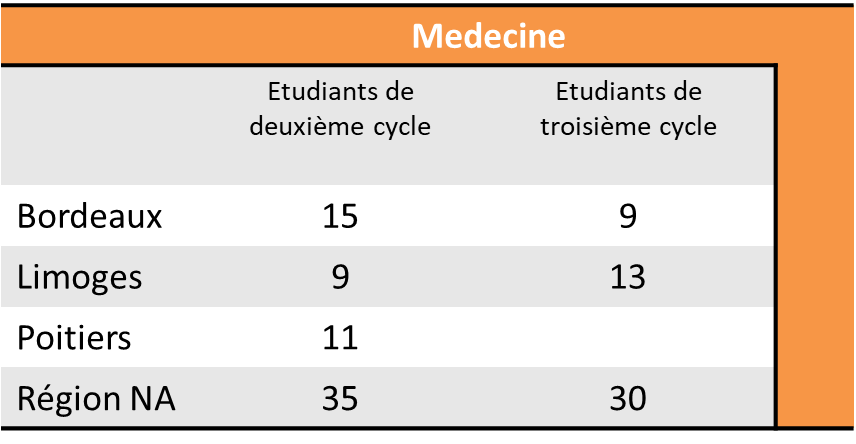 Medecine
Etudiants de deuxième cycle Etudiants de troisième cycle
Bordeaux 15 9
Limoges 9 13
Poitiers 11
Région NA 35 30